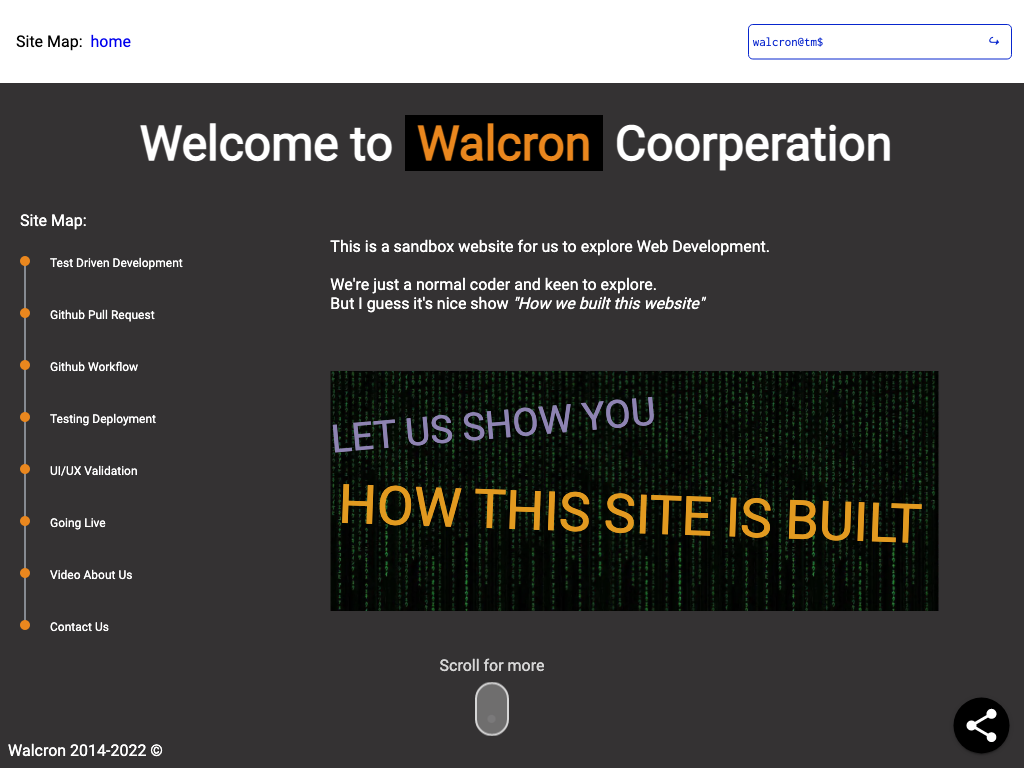 Site Map: home
walcron@tm$
Welcome to Walcron Coorperation
Site Map:
Test Driven Development
Github Pull Request
Github Workflow
Testing Deployment
UI/UX Validation
Going Live
Video About Us
Contact Us
This is a sandbox website for us to explore Web Development.
We're just a normal coder and keen to explore.
But I guess it's nice show "How we built this website"
LET US SHOW YOU
HOW THIS SITE IS BUILT
Scroll for more
Walcron 2014-2022 ©